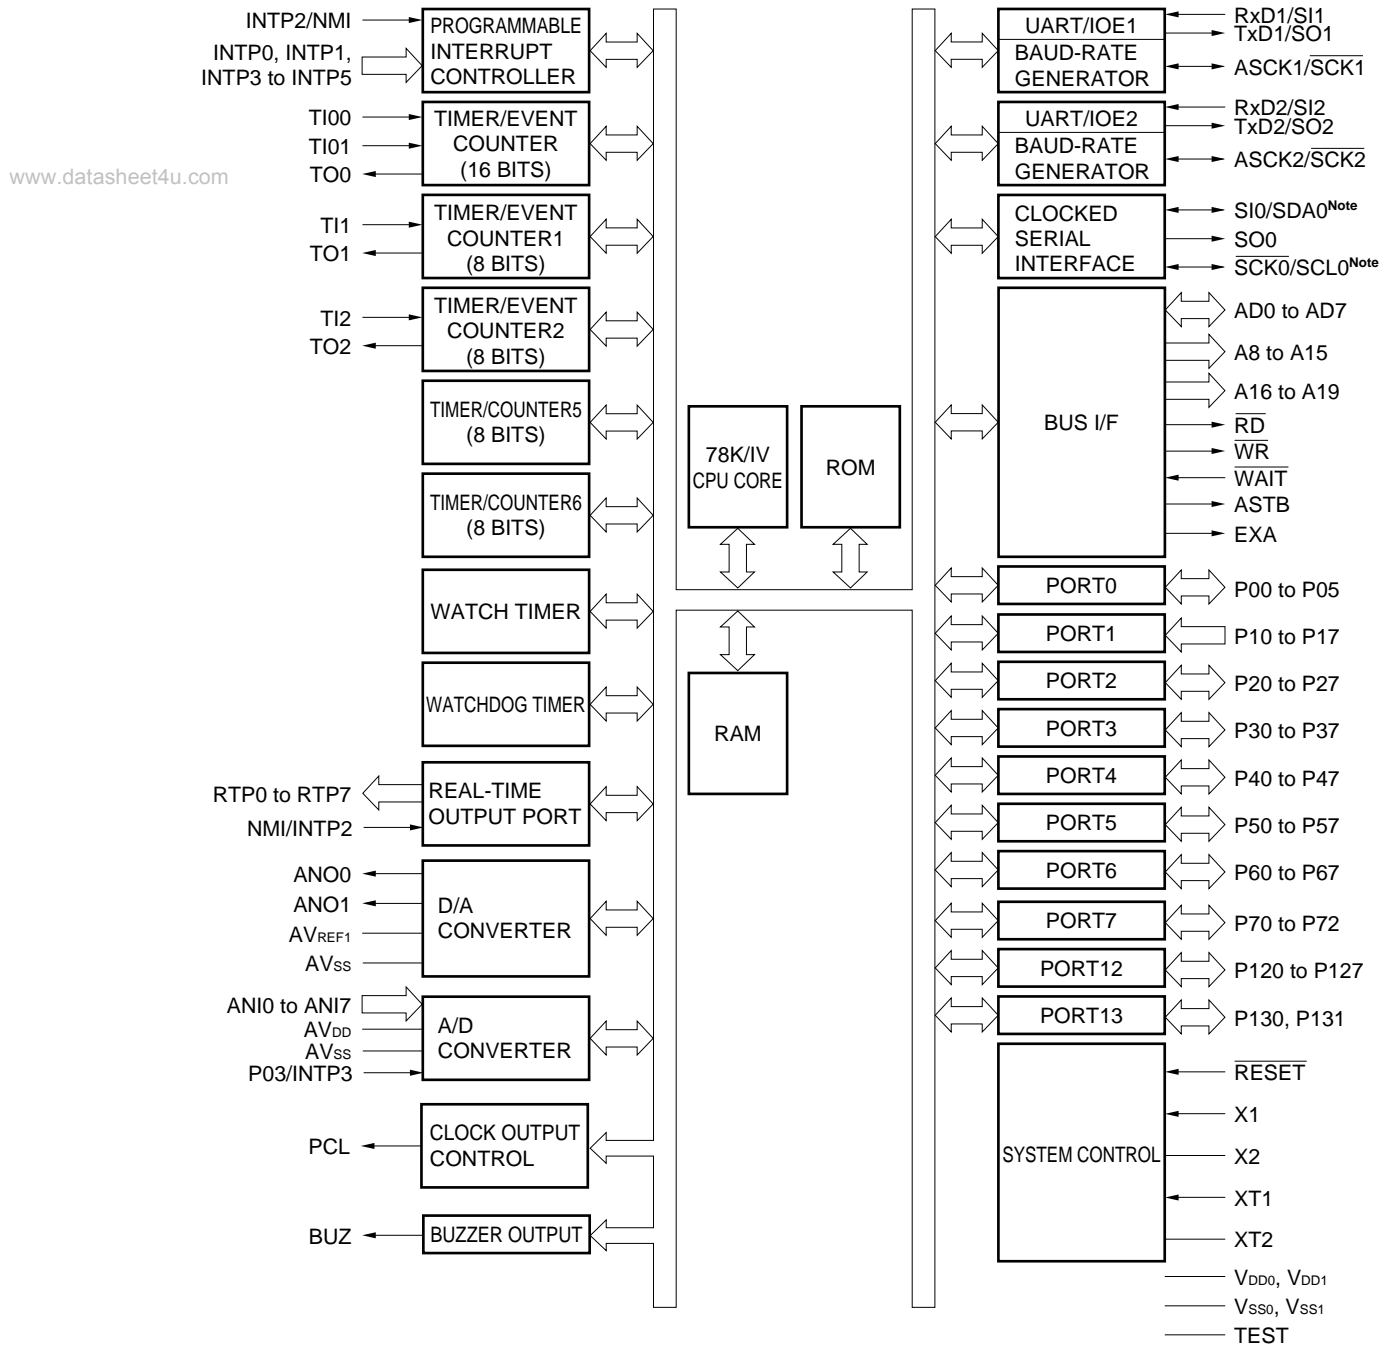 INTP2/NMI
INTP0, INTP1,
INTP3 to INTP5
PROGRAMMABLE
INTERRUPT
CONTROLLER
TI00
TI01
TO0
TIMER/EVENT
COUNTER
(16 BITS)
www.datasheet4u.com
TI1
TO1
TIMER/EVENT
COUNTER1
(8 BITS)
TI2
TO2
TIMER/EVENT
COUNTER2
(8 BITS)
TIMER/COUNTER5
(8 BITS)
TIMER/COUNTER6
(8 BITS)
WATCH TIMER
WATCHDOG TIMER
RTP0 to RTP7
NMI/INTP2
REAL-TIME
OUTPUT PORT
ANO0
ANO1
AVREF1
AVSS
D/A
CONVERTER
ANI0 to ANI7
AVDD
AVSS
P03/INTP3
A/D
CONVERTER
PCL
CLOCK OUTPUT
CONTROL
BUZ
BUZZER OUTPUT
78K/IV
CPU CORE
ROM
RAM
UART/IOE1
BAUD-RATE
GENERATOR
RxD1/SI1
TxD1/SO1
ASCK1/SCK1
UART/IOE2
BAUD-RATE
GENERATOR
RxD2/SI2
TxD2/SO2
ASCK2/SCK2
CLOCKED
SERIAL
INTERFACE
SI0/SDA0Note
SO0
SCK0/SCL0Note
BUS I/F
AD0 to AD7
A8 to A15
A16 to A19
RD
WR
WAIT
ASTB
EXA
PORT0
P00 to P05
PORT1
P10 to P17
PORT2
P20 to P27
PORT3
P30 to P37
PORT4
P40 to P47
PORT5
P50 to P57
PORT6
P60 to P67
PORT7
P70 to P72
PORT12
P120 to P127
PORT13
P130, P131
SYSTEM CONTROL
RESET
X1
X2
XT1
XT2
VDD0, VDD1
VSS0, VSS1
TEST